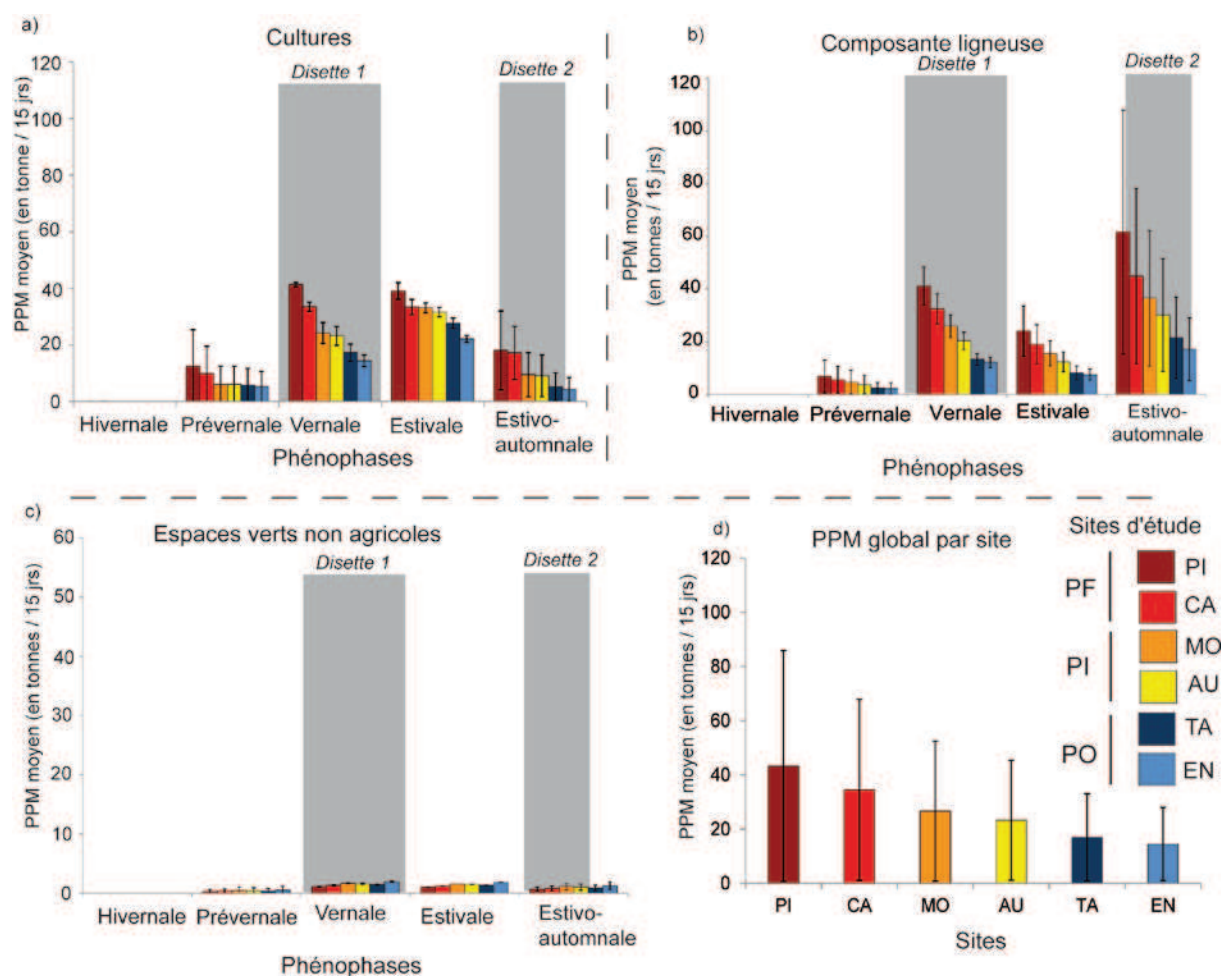 a)
Cultures
Disette 1
Disette 2
PPM moyen (en tonne / 15 jrs)
120
100
80
60
40
20
0
Hivernale
Prévernale
Vernale
Estivale
Estivo-
automnale
Phénophases
b)
Composante ligneuse
Disette 1
Disette 2
PPM moyen
(en tonnes / 15 jrs)
120
100
80
60
40
20
0
Hivernale
Prévernale
Vernale
Estivale
Estivo-
automnale
Phénophases
c)
Espaces verts non agricoles
Disette 1
Disette 2
PPM moyen (en tonnes / 15 jrs)
60
50
40
30
20
10
0
Hivernale
Prévernale
Vernale
Estivale
Estivo-
automnale
Phénophases
d)
PPM global par site
PPM moyen (en tonnes / 15 jrs)
120
100
80
60
40
20
0
PI
CA
MO
AU
TA
EN
Sites
Sites d'étude
PF
PI
CA
PI
MO
AU
PO
TA
EN